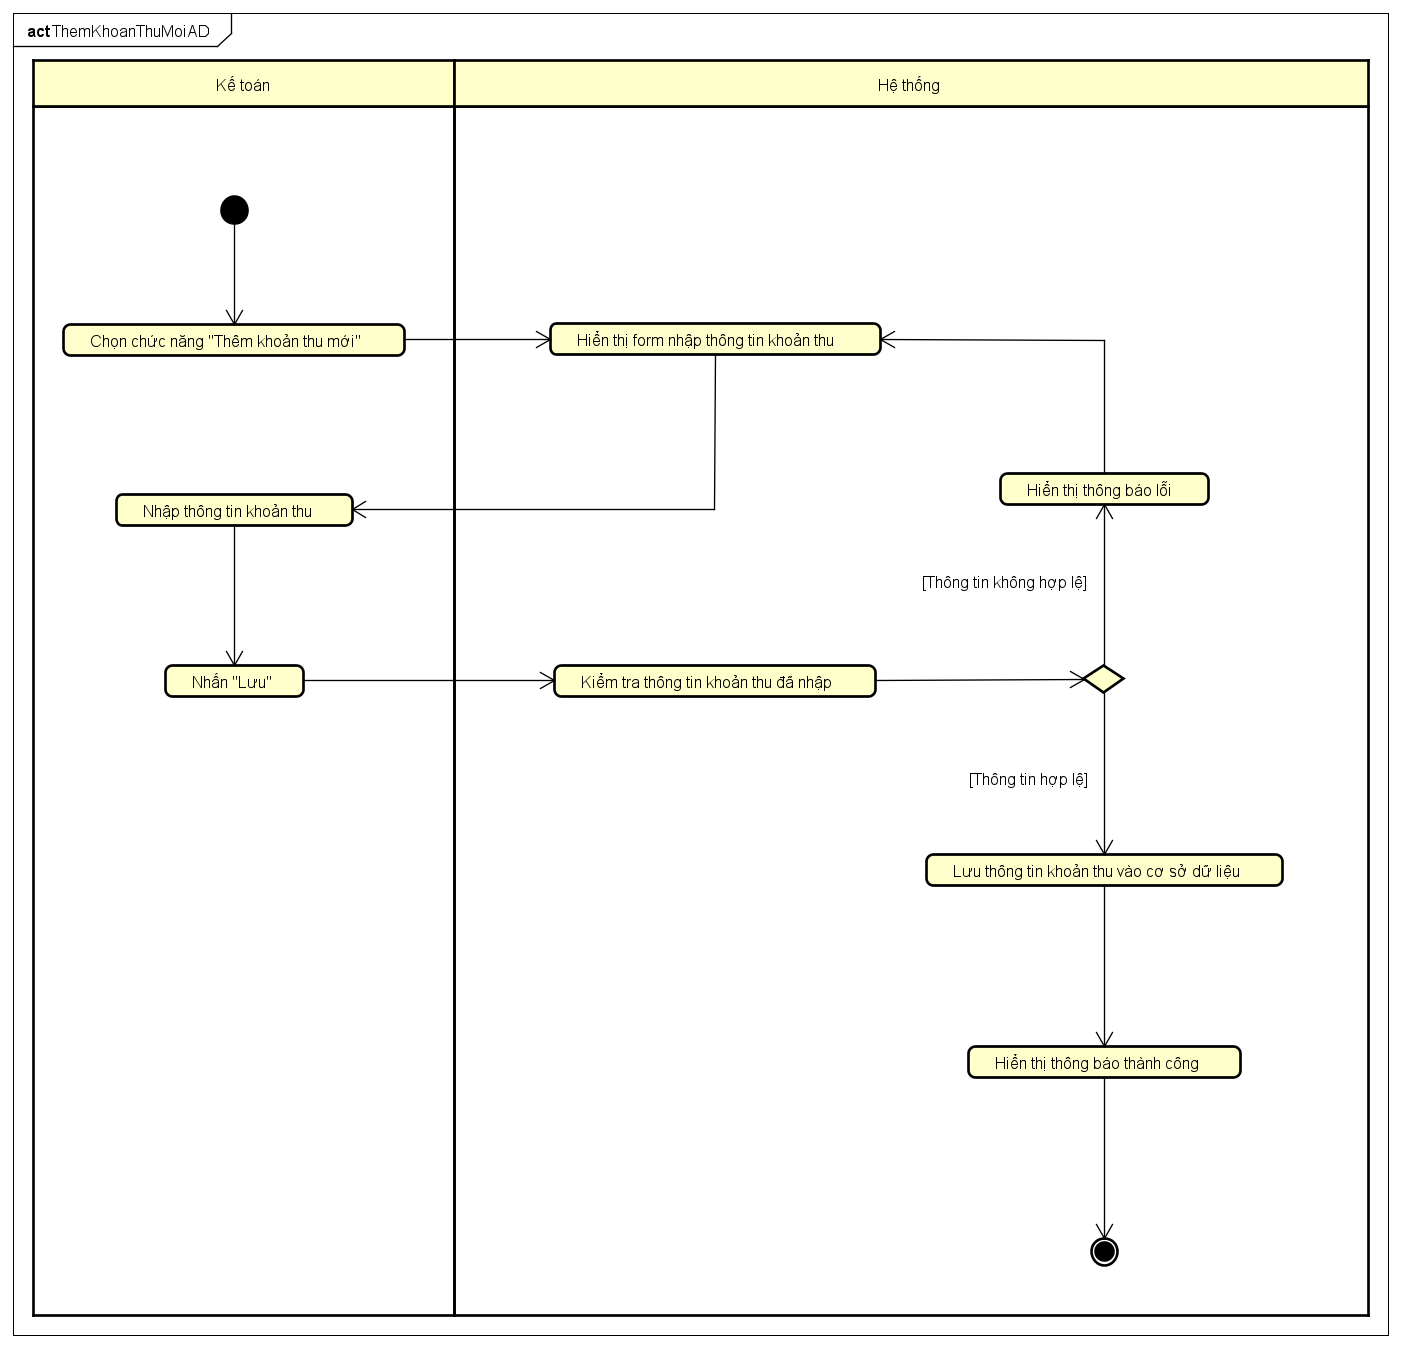 act ThemKhoanThuMoiAD
Kế toán
Hệ thống
Chọn chức năng "Thêm khoản thu mới"
Hiển thị form nhập thông tin khoản thu
Hiển thị thông báo lỗi
Nhập thông tin khoản thu
[Thông tin không hợp lệ]
Nhấn "Lưu"
Kiểm tra thông tin khoản thu đã nhập
[Thông tin hợp lệ]
Lưu thông tin khoản thu vào cơ sở dữ liệu
Hiển thị thông báo thành công